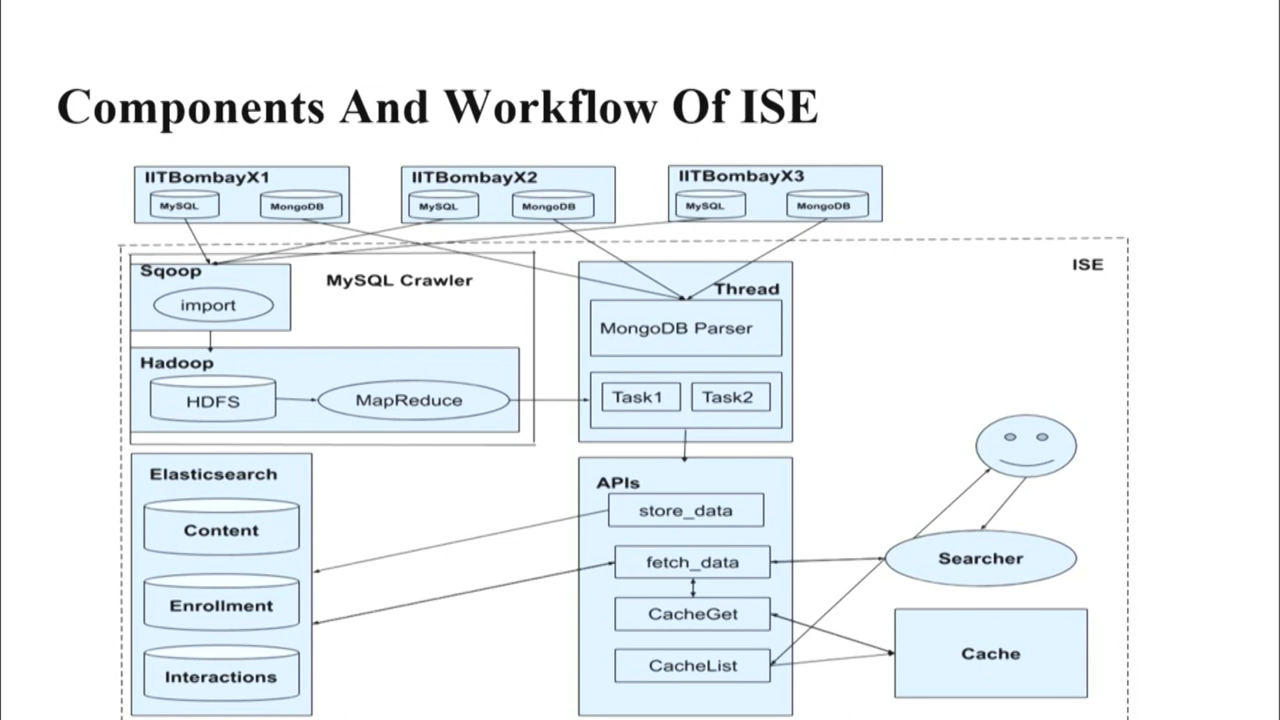 Components And Workflow Of ISE
IITBombayX1
MySQL
MongoDB
IITBombayX2
MySQL
MongoDB
IITBombayX3
MySQL
MongoDB
ISE
Sqoop
import
MySQL Crawler
Hadoop
HDFS
MapReduce
Thread
MongoDB Parser
Task1
Task2
Elasticsearch
Content
Enrollment
Interactions
APIs
store_data
fetch_data
CacheGet
CacheList
Searcher
Cache